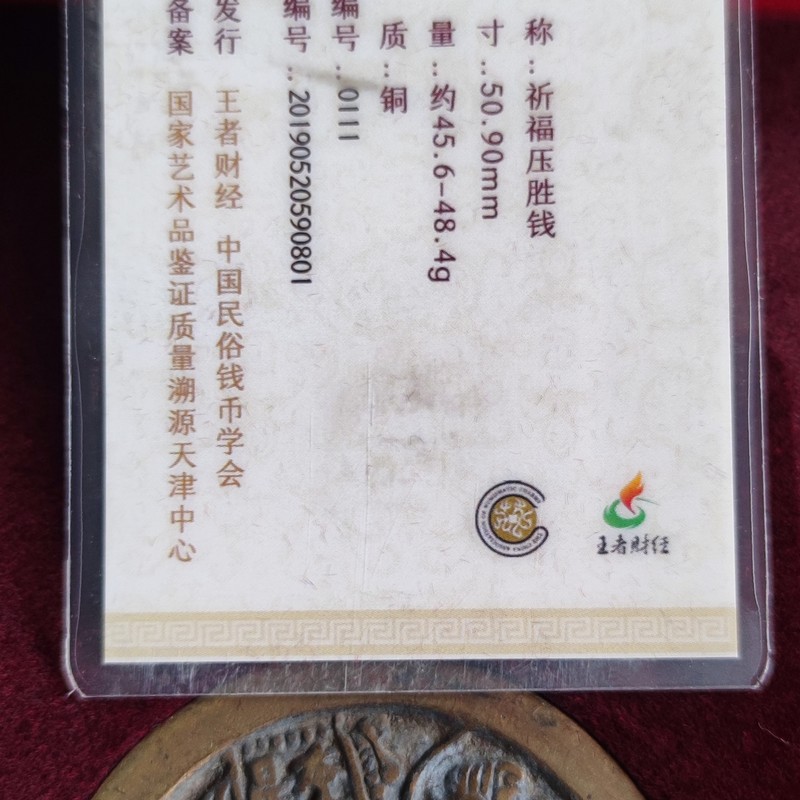 称：祈福压胜钱
寸：50.90mm
量：约45.6-48.4g
质：铜
编号：0111
编号：20190520590801
发行 王者财经 中国民俗钱币学会
备案 国家艺术品鉴证质量溯源天津中心
王者财经